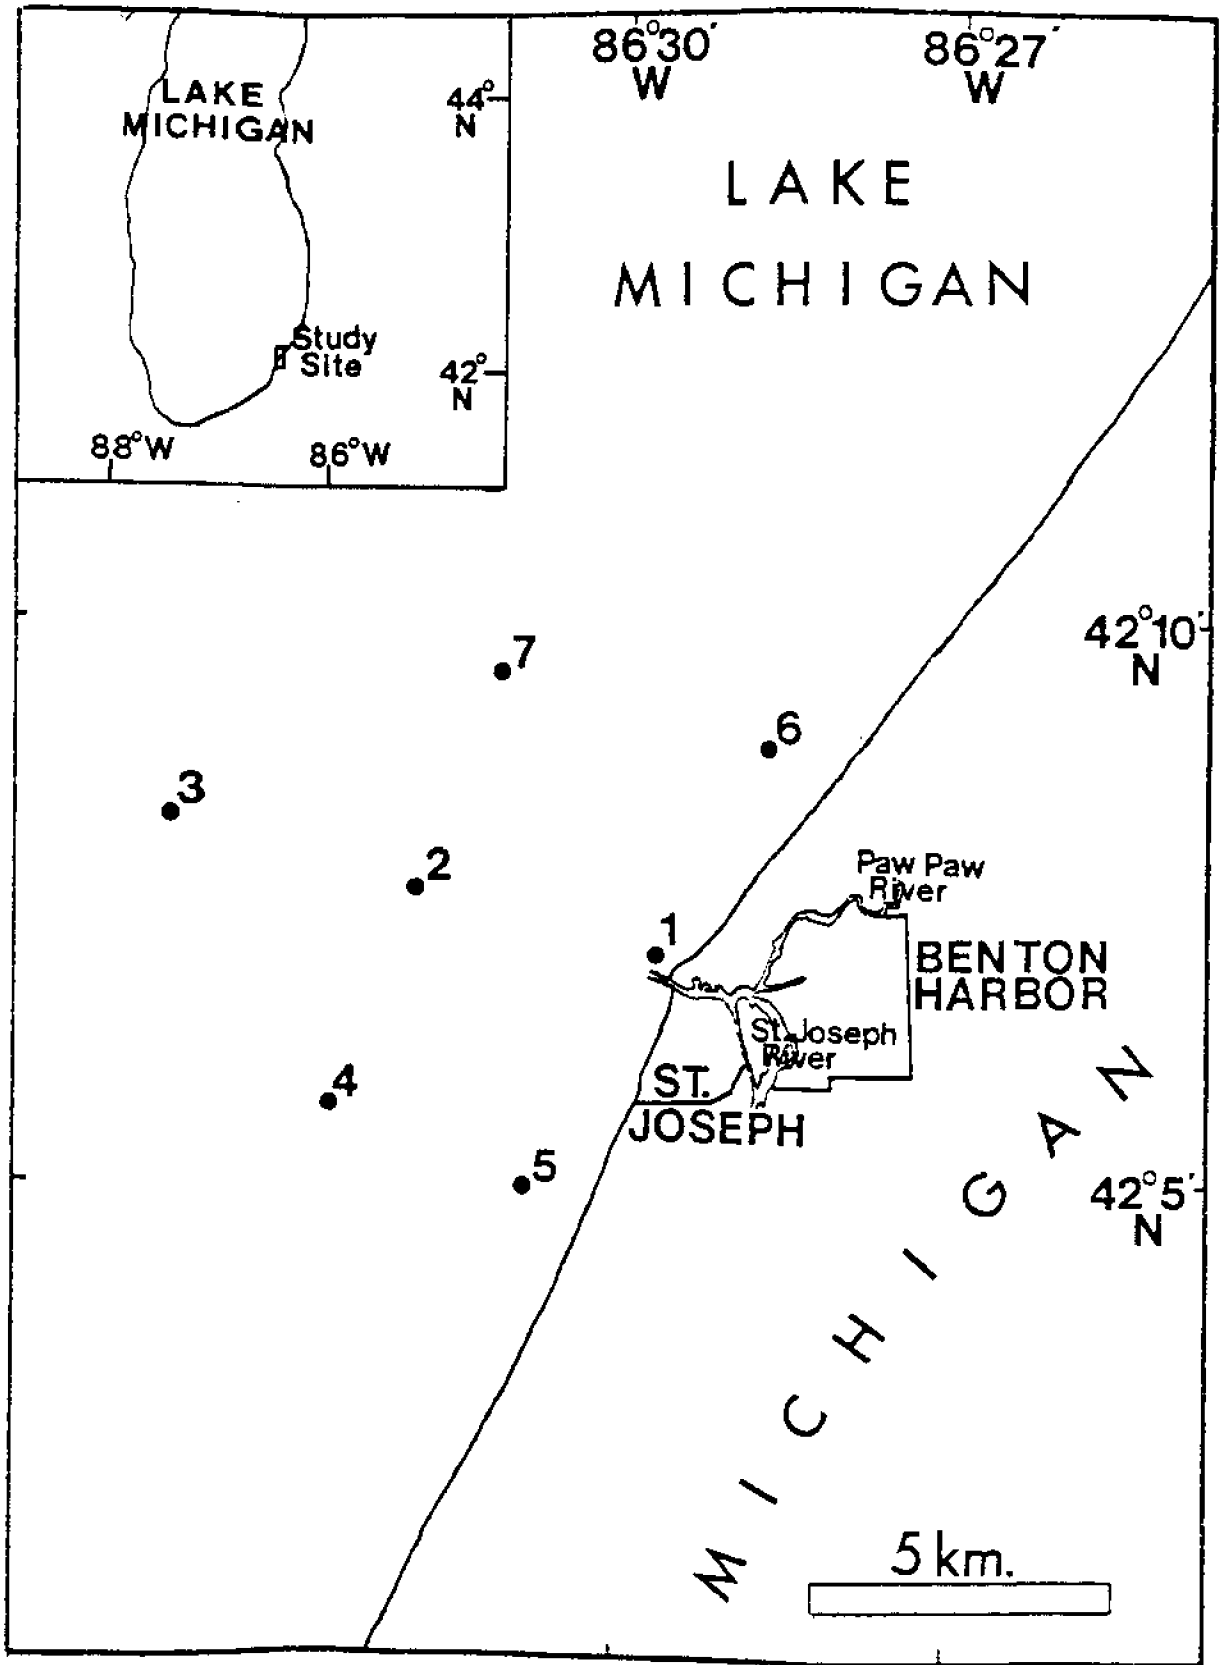 LAKE
MICHIGAN
44°
N
Study
Site
42°
N
88°W
86°W
86°30′
W
86°27′
W
LAKE
MICHIGAN
42°10′
N
7
6
3
2
1
Paw Paw
River
BENTON
HARBOR
St. Joseph
River
ST.
JOSEPH
4
5
42°5′
N
MICHIGAN
5 km.